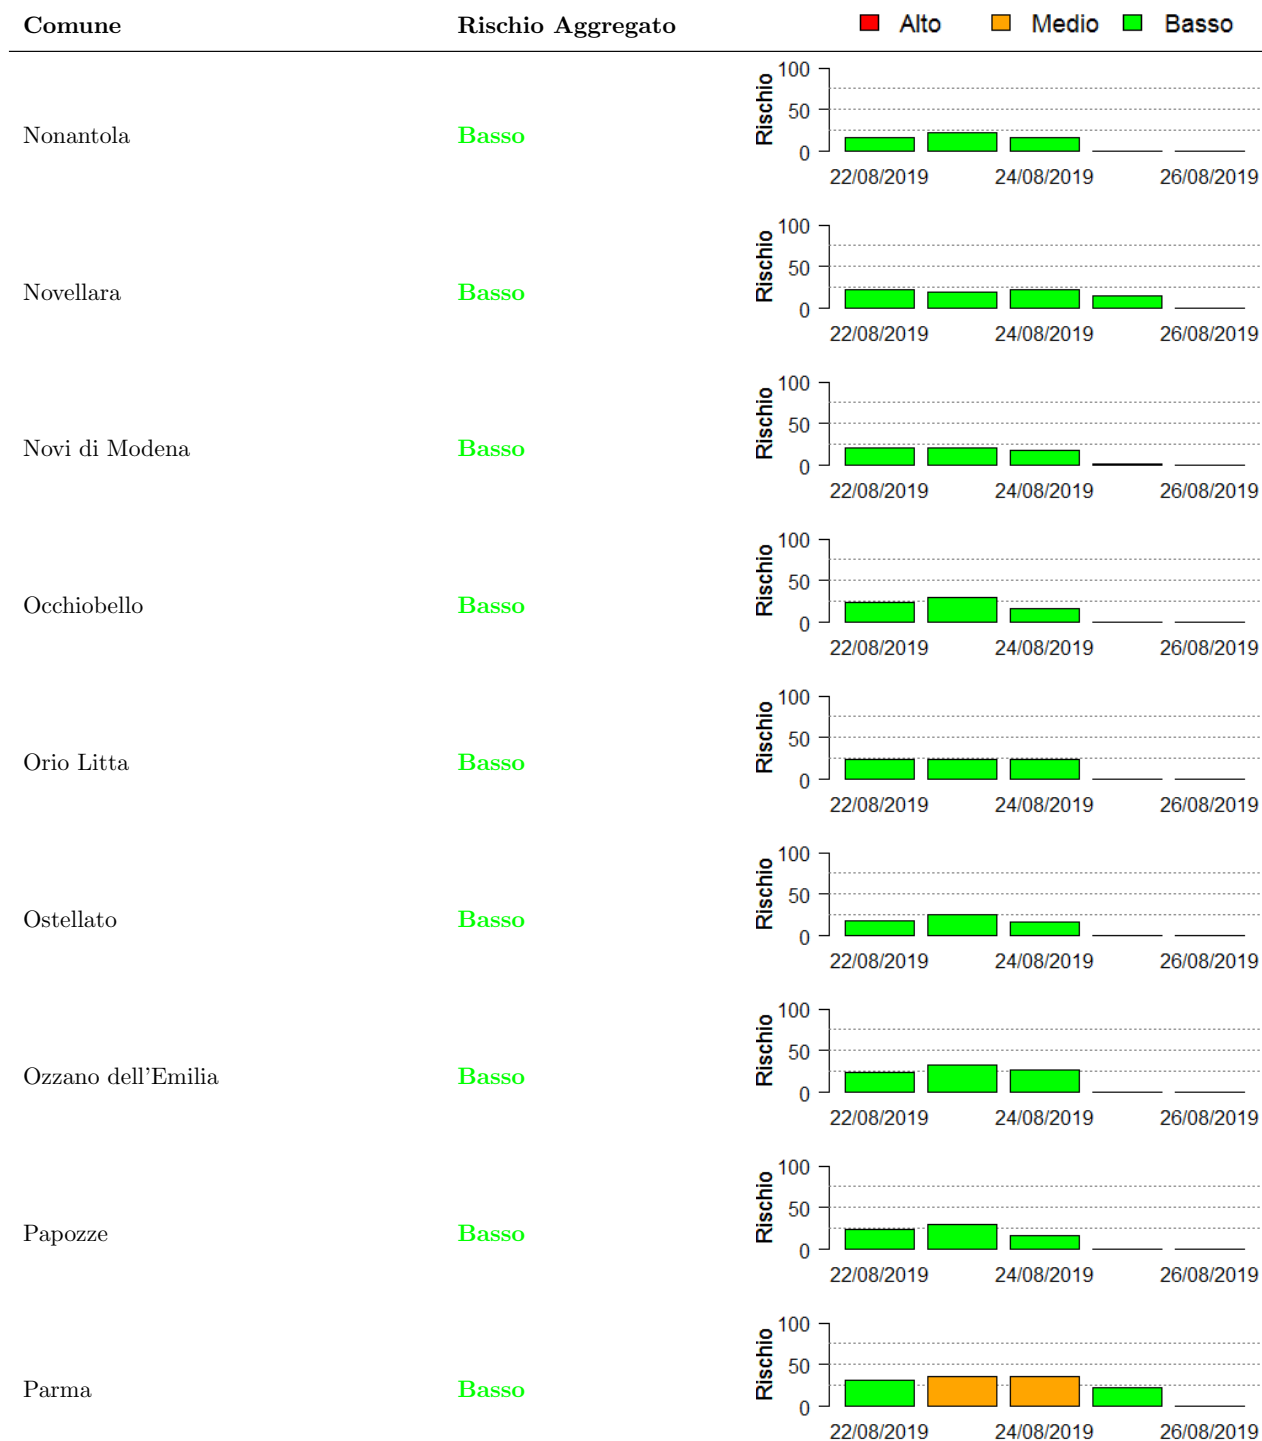 Comune Rischio Aggregato Alto Medio Basso
Nonantola Basso Rischio 100 50 0
22/08/2019 24/08/2019 26/08/2019
Novellara Basso Rischio 100 50 0
22/08/2019 24/08/2019 26/08/2019
Novi di Modena Basso Rischio 100 50 0
22/08/2019 24/08/2019 26/08/2019
Occhiobello Basso Rischio 100 50 0
22/08/2019 24/08/2019 26/08/2019
Orio Litta Basso Rischio 100 50 0
22/08/2019 24/08/2019 26/08/2019
Ostellato Basso Rischio 100 50 0
22/08/2019 24/08/2019 26/08/2019
Ozzano dell'Emilia Basso Rischio 100 50 0
22/08/2019 24/08/2019 26/08/2019
Papozze Basso Rischio 100 50 0
22/08/2019 24/08/2019 26/08/2019
Parma Basso Rischio 100 50 0
22/08/2019 24/08/2019 26/08/2019